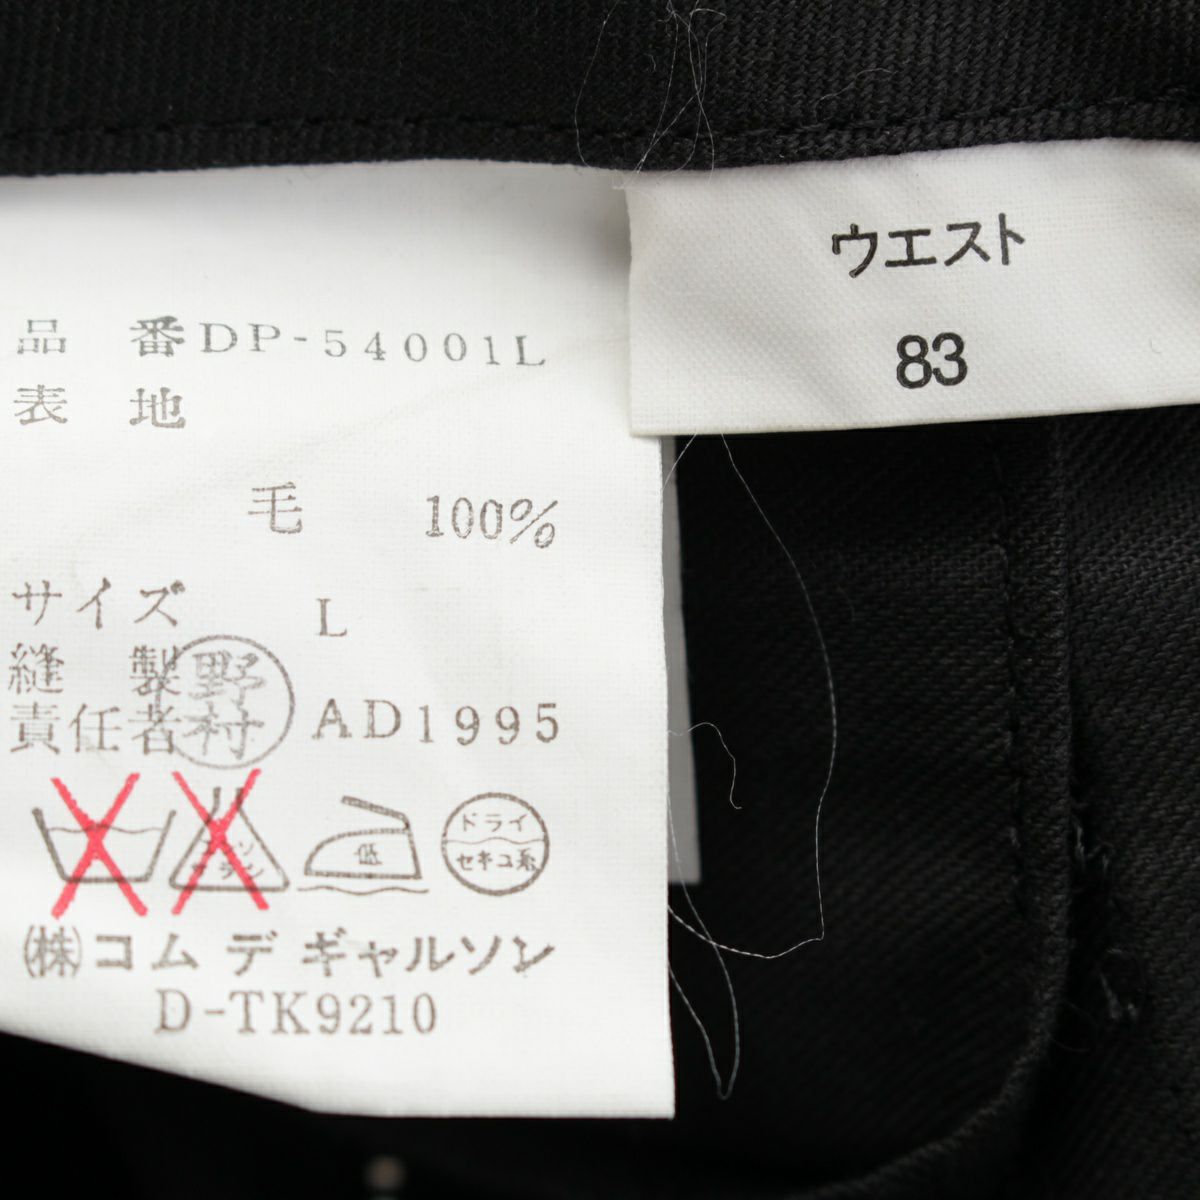 品 番 DP-54001L
表 地
毛 100%
サイズ L
縫 製
責任者 野村 AD1995
低
ドライ
セキユ系
㈱コム デ ギャルソン
D-TK9210
ウエスト
83